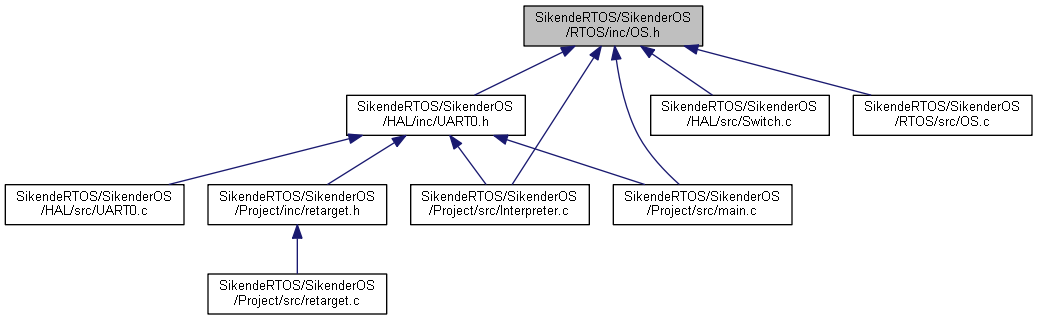 SikendeRTOS/SikenderOS
/RTOS/inc/OS.h
SikendeRTOS/SikenderOS
/HAL/inc/UART0.h
SikendeRTOS/SikenderOS
/HAL/src/Switch.c
SikendeRTOS/SikenderOS
/RTOS/src/OS.c
SikendeRTOS/SikenderOS
/HAL/src/UART0.c
SikendeRTOS/SikenderOS
/Project/inc/retarget.h
SikendeRTOS/SikenderOS
/Project/src/Interpreter.c
SikendeRTOS/SikenderOS
/Project/src/main.c
SikendeRTOS/SikenderOS
/Project/src/retarget.c